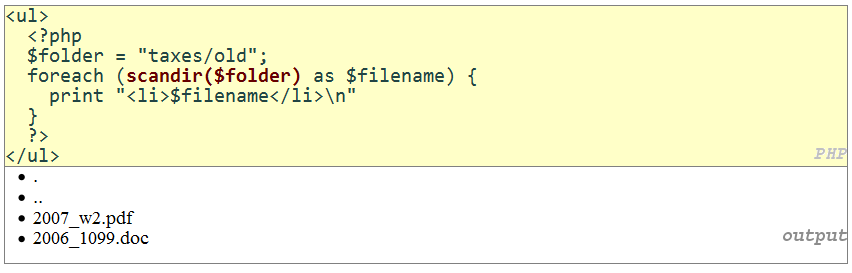 <ul>
  <?php
  $folder = "taxes/old";
  foreach (scandir($folder) as $filename) {
    print "<li>$filename</li>\n"
  }
  ?>
</ul>
PHP
• .
• ..
• 2007_w2.pdf
• 2006_1099.doc
output